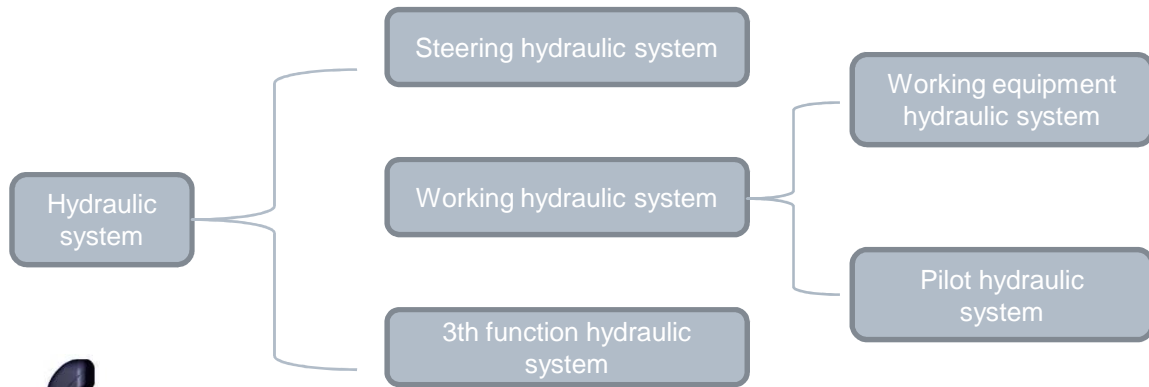 Steering hydraulic system
Working equipment
hydraulic system
Hydraulic
system
Working hydraulic system
Pilot hydraulic
system
3th function hydraulic
system